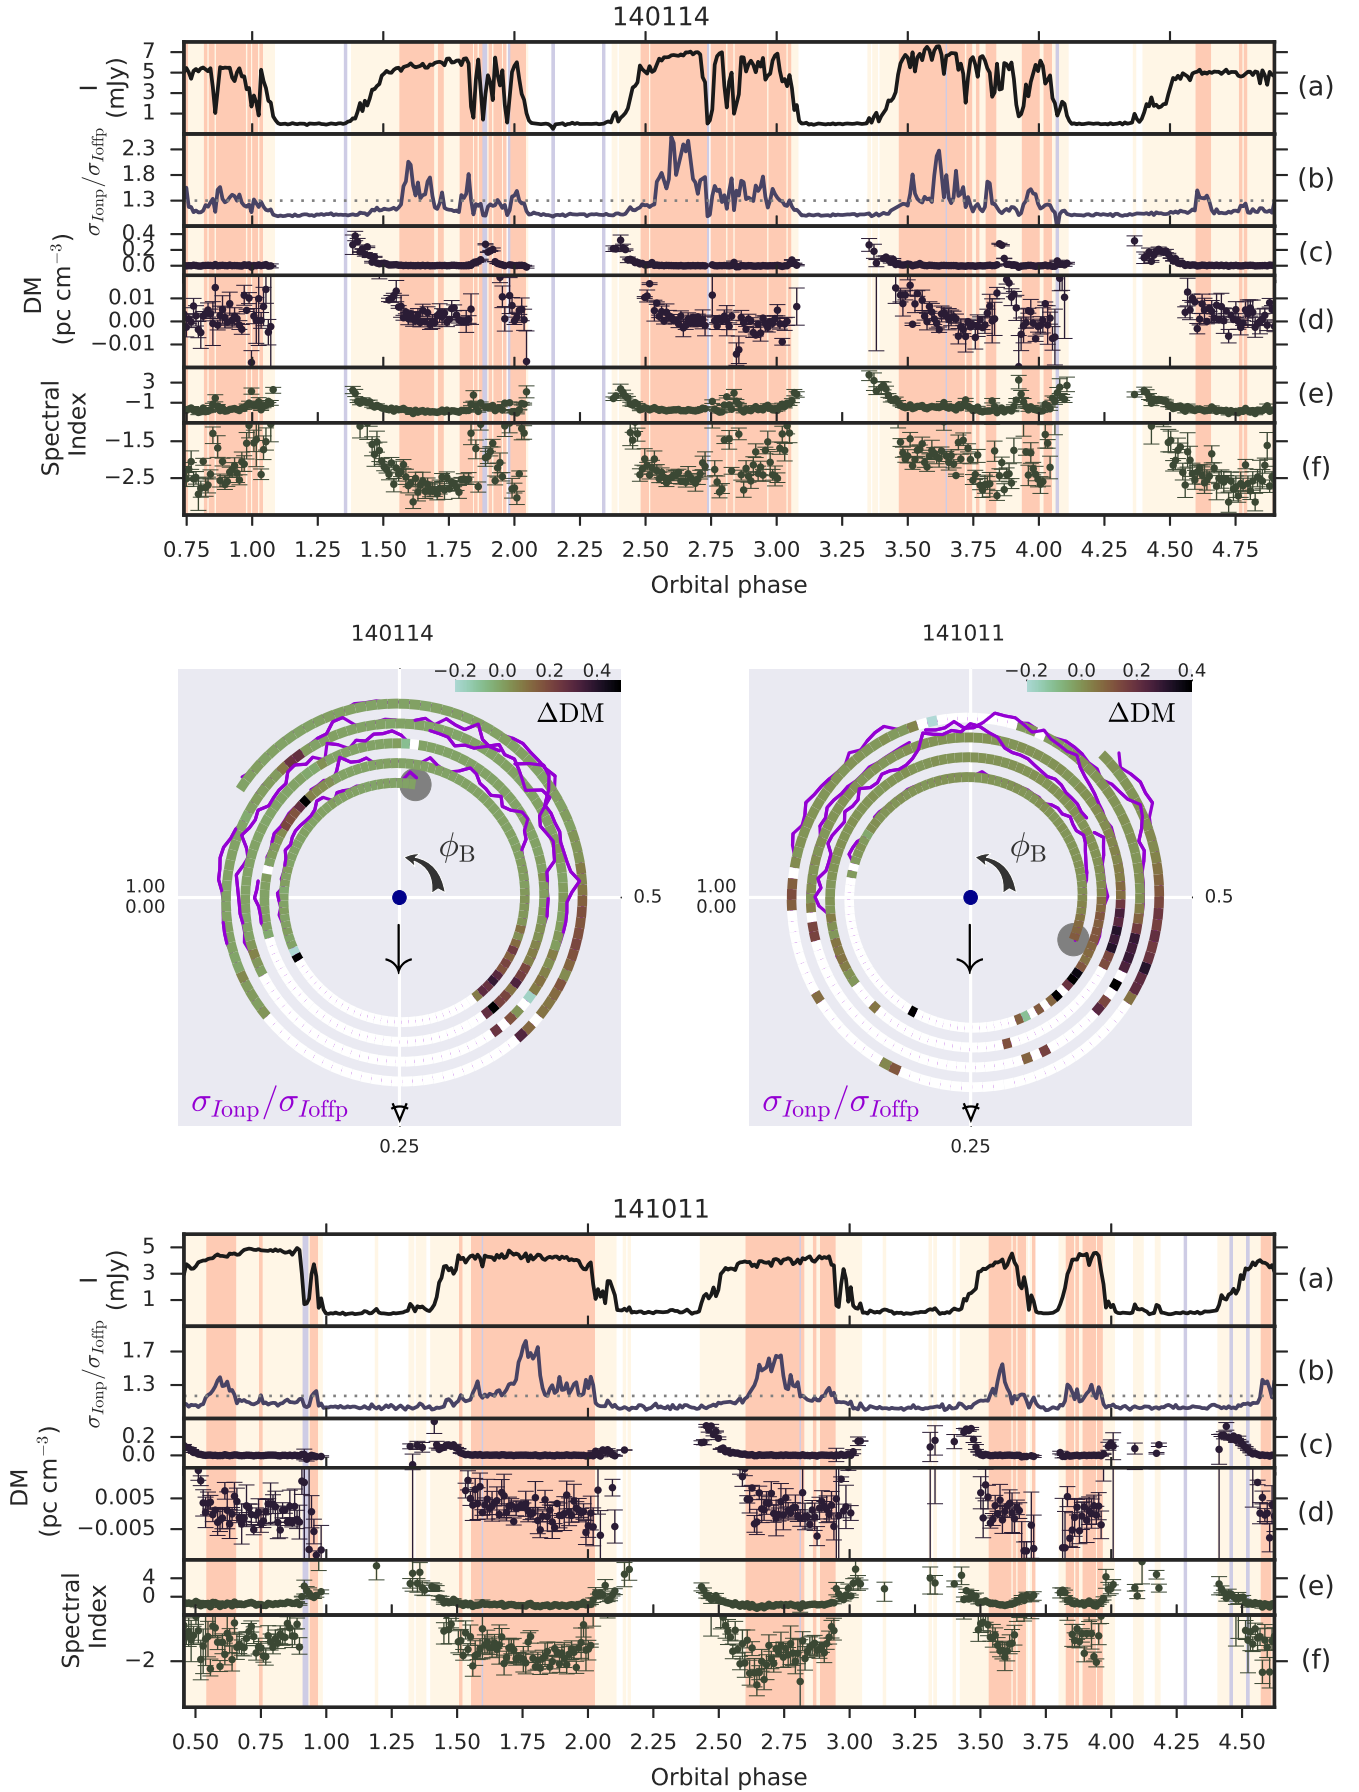 140114
I (mJy)
7
5
3
1
(a)
σIonp/σIoffp
2.3
1.8
1.3
(b)
DM (pc cm⁻³)
0.4
0.2
0.0
(c)
0.01
0.00
−0.01
(d)
Spectral Index
3
−1
(e)
−1.5
−2.5
(f)
0.75 1.00 1.25 1.50 1.75 2.00 2.25 2.50 2.75 3.00 3.25 3.50 3.75 4.00 4.25 4.50 4.75
Orbital phase
140114
−0.2 0.0 0.2 0.4
ΔDM
ϕB
1.00
0.00
0.5
σIonp/σIoffp
0.25
141011
−0.2 0.0 0.2 0.4
ΔDM
ϕB
1.00
0.00
0.5
σIonp/σIoffp
0.25
141011
I (mJy)
5
3
1
(a)
σIonp/σIoffp
1.7
1.3
(b)
DM (pc cm⁻³)
0.2
0.0
(c)
0.005
−0.005
(d)
Spectral Index
4
0
(e)
−2
(f)
0.50 0.75 1.00 1.25 1.50 1.75 2.00 2.25 2.50 2.75 3.00 3.25 3.50 3.75 4.00 4.25 4.50
Orbital phase